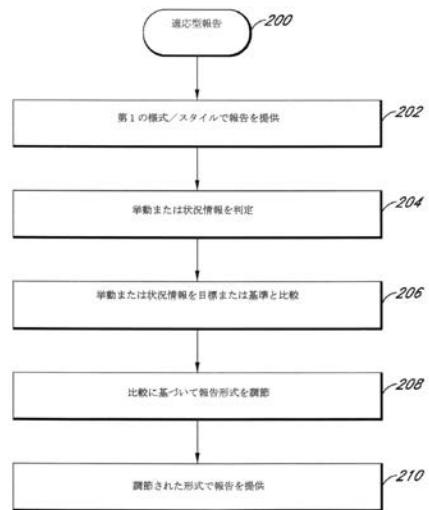 適応型報告
200
第1の様式/スタイルで報告を提供
202
挙動または状況情報を判定
204
挙動または状況情報を目標または基準と比較
206
比較に基づいて報告形式を調節
208
調節された形式で報告を提供
210